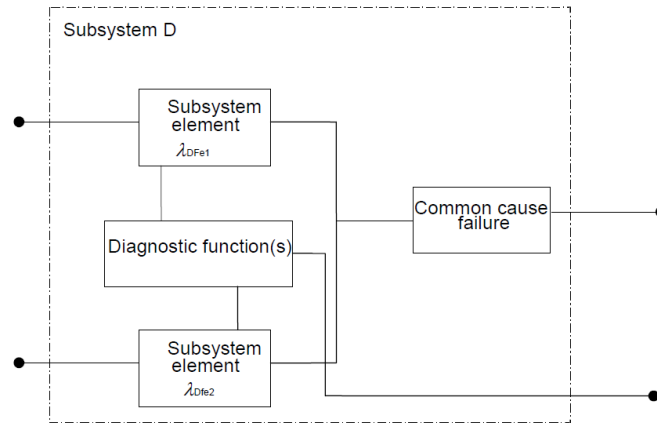 Subsystem D
Subsystem
element
λDFe1
Diagnostic function(s)
Common cause
failure
Subsystem
element
λDfe2